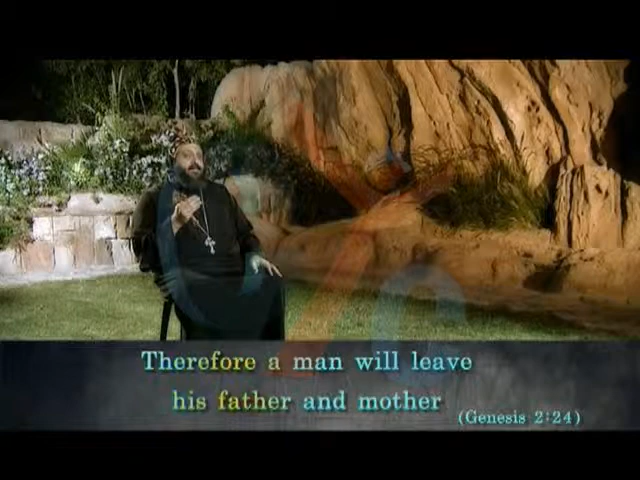 Therefore a man will leave
his father and mother
(Genesis 2:24)